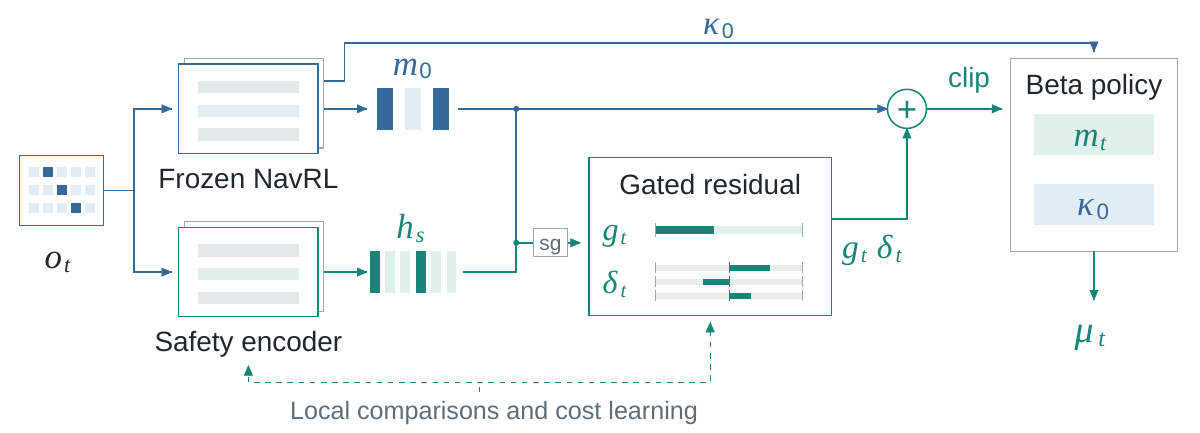 κ₀
m₀
clip
Beta policy
mₜ
κ₀
Frozen NavRL
oₜ
hₛ
sg
Gated residual
gₜ
δₜ
gₜ δₜ
+
Safety encoder
μₜ
Local comparisons and cost learning